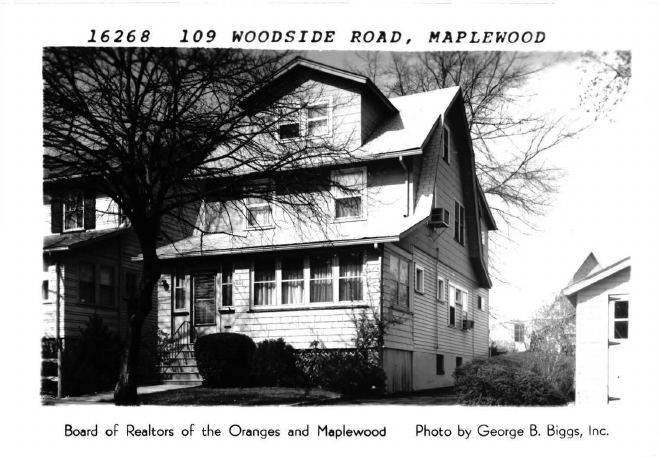 16268 109 WOODSIDE ROAD, MAPLEWOOD
Board of Realtors of the Oranges and Maplewood Photo by George B. Biggs, Inc.